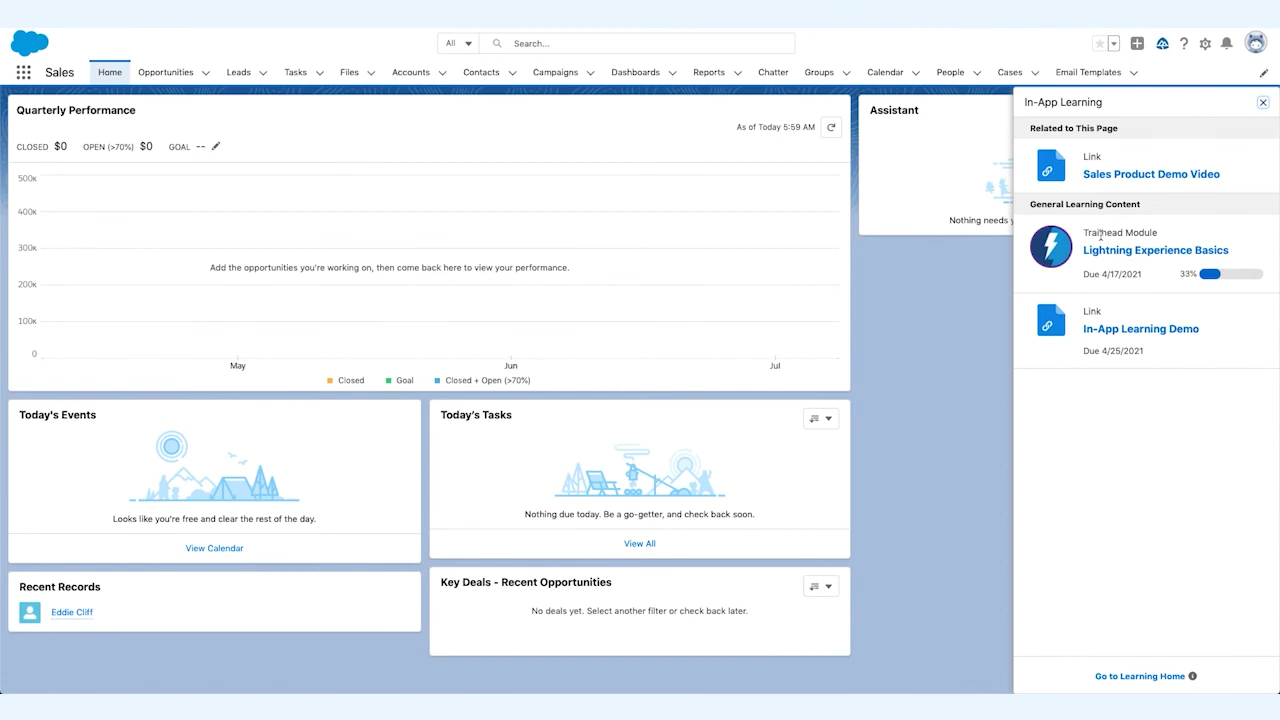 All
Search...
Sales
Home
Opportunities
Leads
Tasks
Files
Accounts
Contacts
Campaigns
Dashboards
Reports
Chatter
Groups
Calendar
People
Cases
Email Templates
Quarterly Performance
As of Today 5:59 AM
CLOSED $0 OPEN (>70%) $0 GOAL --
500K
400K
300K
200K
100K
0
Add the opportunities you're working on, then come back here to view your performance.
May
Jun
Jul
Closed
Goal
Closed + Open (>70%)
Assistant
Nothing needs y
Today's Events
Looks like you're free and clear the rest of the day.
View Calendar
Today's Tasks
Nothing due today. Be a go-getter, and check back soon.
View All
Recent Records
Eddie Cliff
Key Deals - Recent Opportunities
No deals yet. Select another filter or check back later.
In-App Learning
Related to This Page
Link
Sales Product Demo Video
General Learning Content
Trailhead Module
Lightning Experience Basics
Due 4/17/2021
33%
Link
In-App Learning Demo
Due 4/25/2021
Go to Learning Home